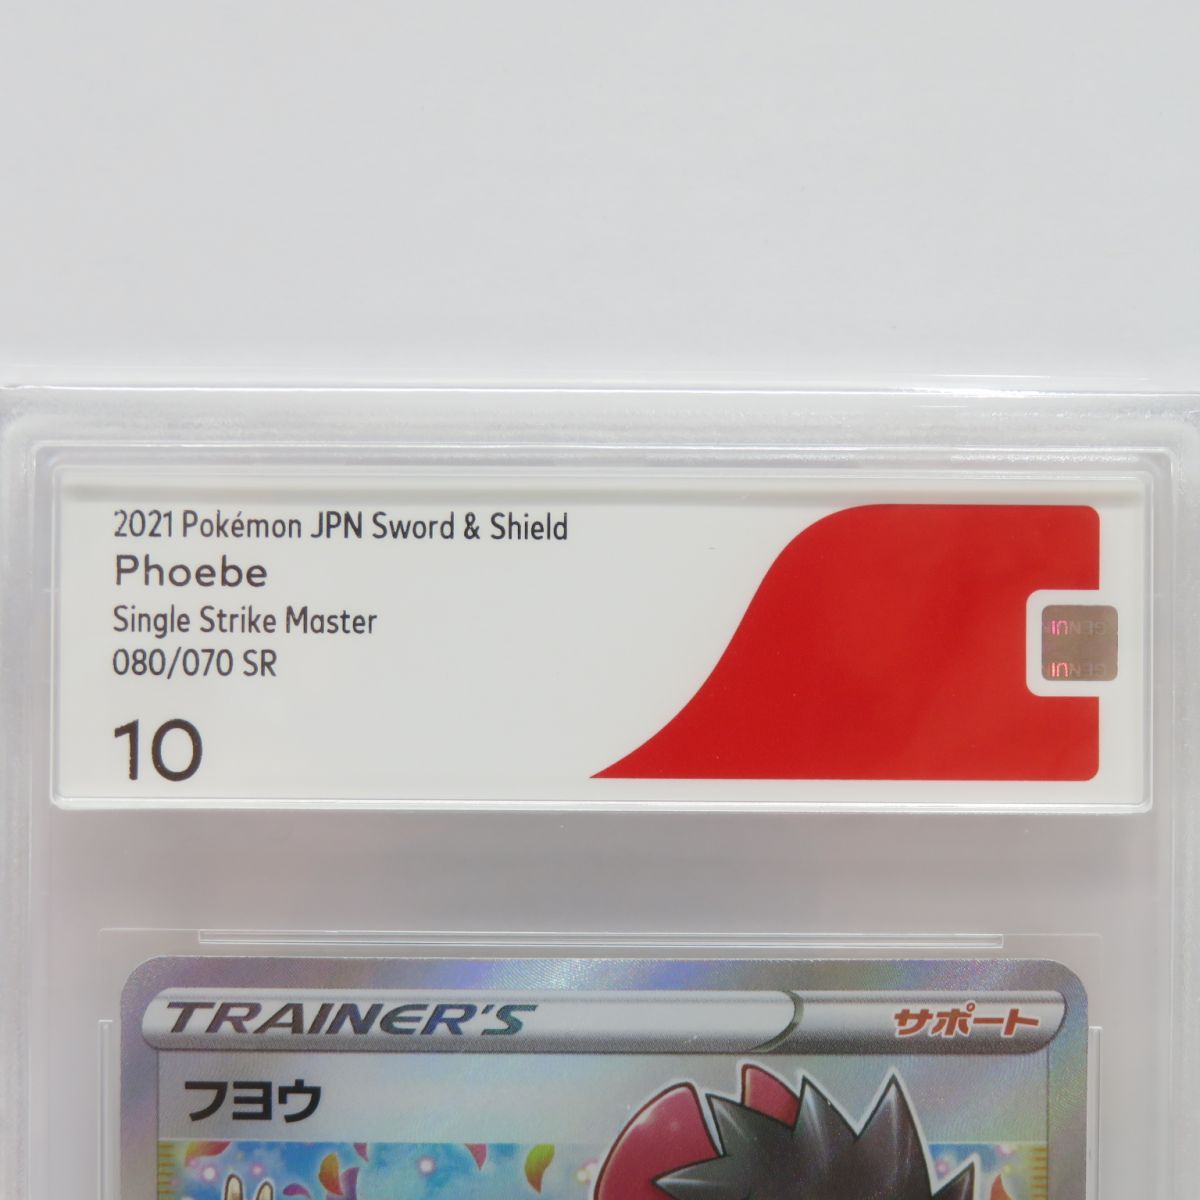 2021 Pokémon JPN Sword & Shield
Phoebe
Single Strike Master
080/070 SR
10
TRAINER'S
サポート
フヨウ